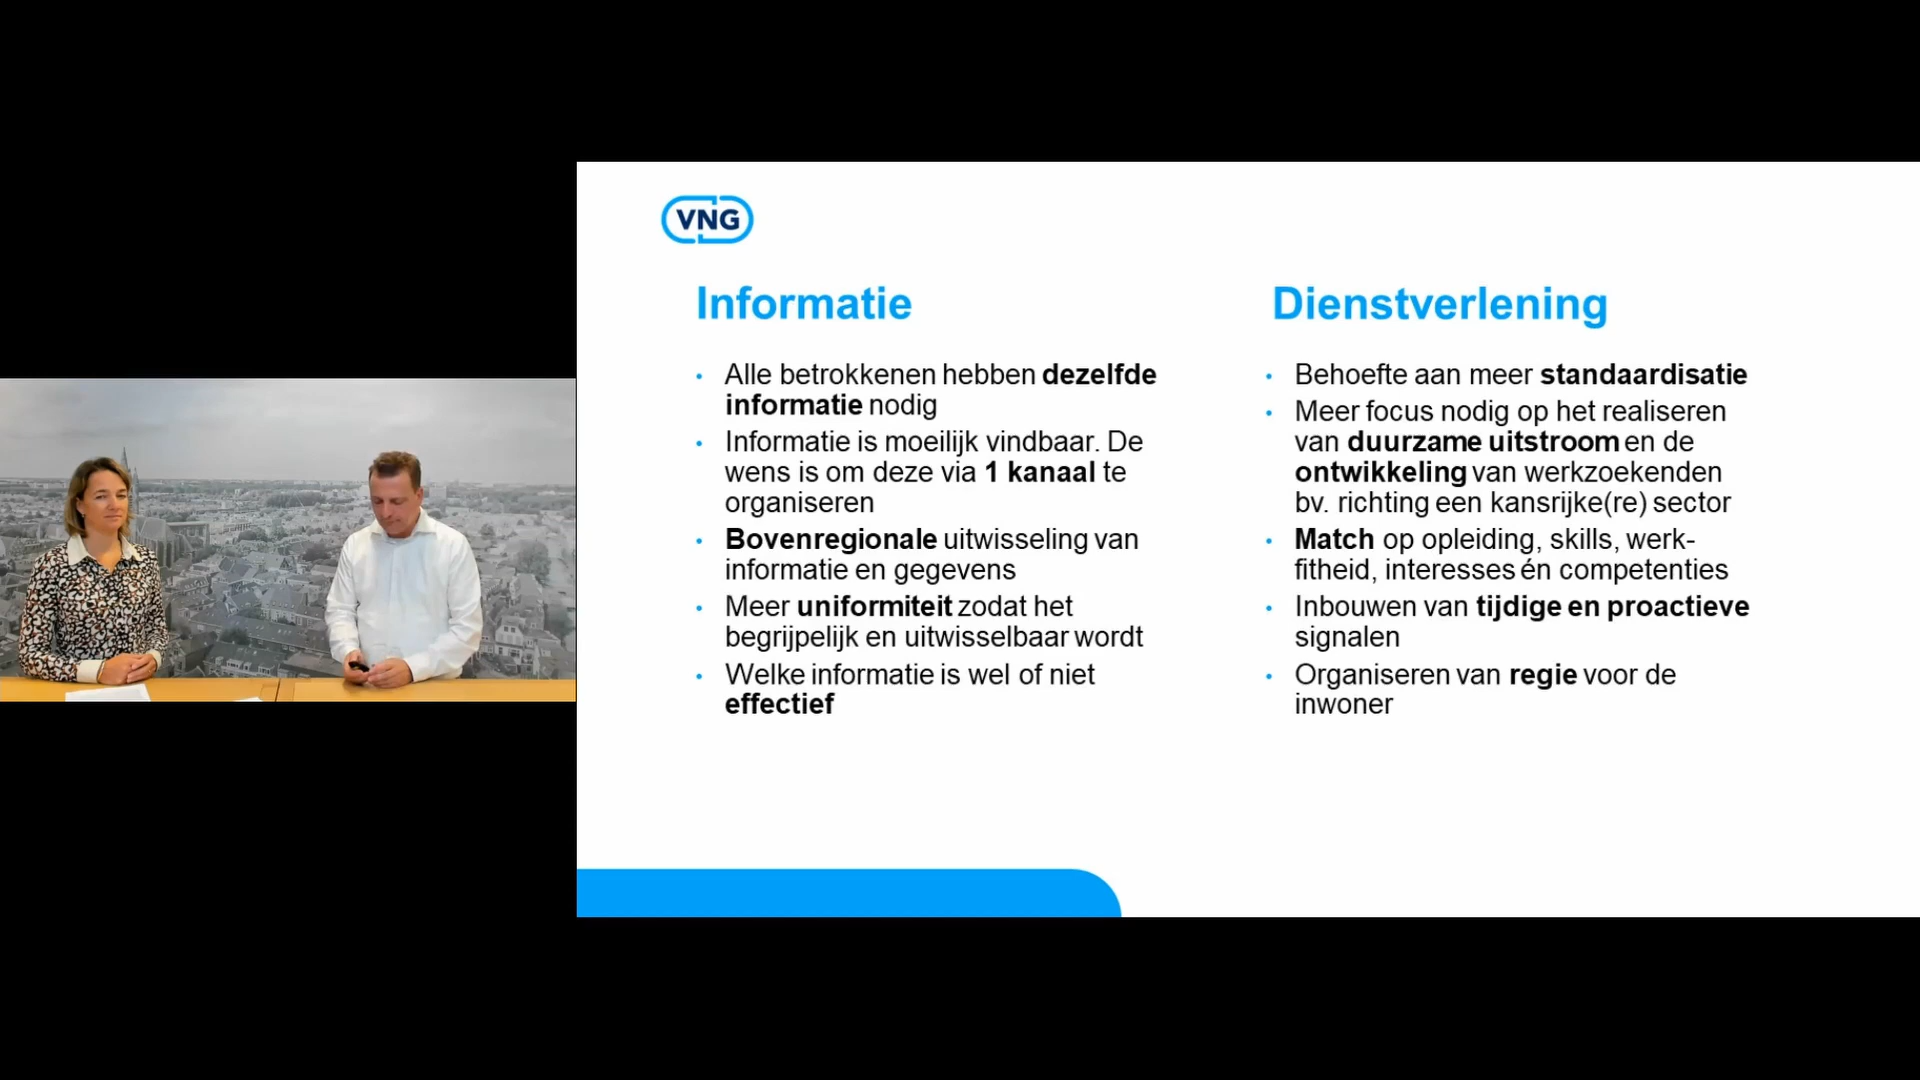 VNG
Informatie
Alle betrokkenen hebben dezelfde
informatie nodig
Informatie is moeilijk vindbaar. De
wens is om deze via 1 kanaal te
organiseren
Bovenregionale uitwisseling van
informatie en gegevens
Meer uniformiteit zodat het
begrijpelijk en uitwisselbaar wordt
Welke informatie is wel of niet
effectief
Dienstverlening
Behoefte aan meer standaardisatie
Meer focus nodig op het realiseren
van duurzame uitstroom en de
ontwikkeling van werkzoekenden
bv. richting een kansrijke(re) sector
Match op opleiding, skills, werk-
fitheid, interesses én competenties
Inbouwen van tijdige en proactieve
signalen
Organiseren van regie voor de
inwoner